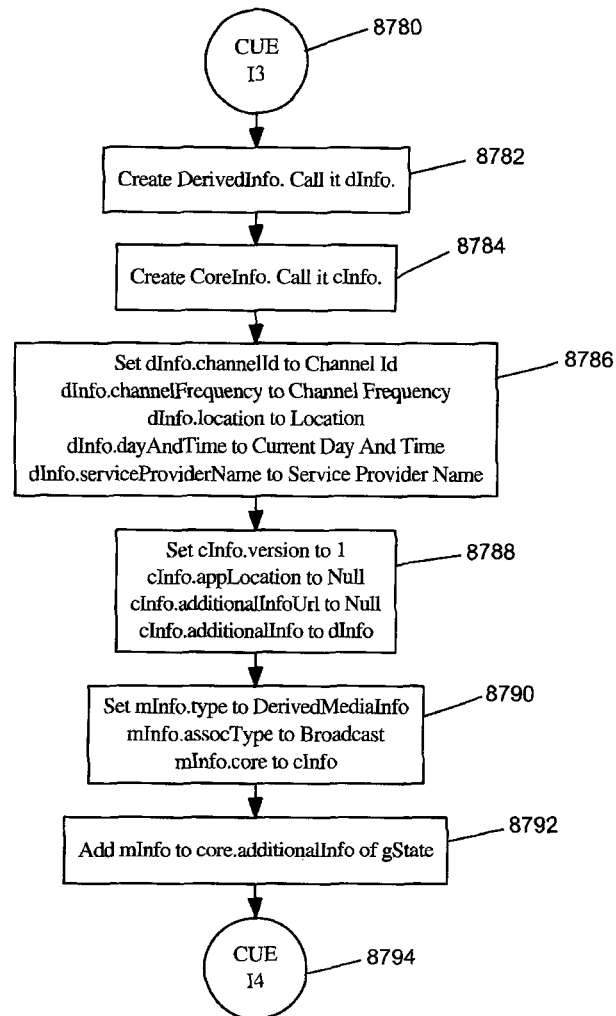 CUE
I3
8780
Create DerivedInfo. Call it dInfo.
8782
Create CoreInfo. Call it cInfo.
8784
Set dInfo.channelId to Channel Id
dInfo.channelFrequency to Channel Frequency
dInfo.location to Location
dInfo.dayAndTime to Current Day And Time
dInfo.serviceProviderName to Service Provider Name
8786
Set cInfo.version to 1
cInfo.appLocation to Null
cInfo.additionalInfoUrl to Null
cInfo.additionalInfo to dInfo
8788
Set mInfo.type to DerivedMediaInfo
mInfo.assocType to Broadcast
mInfo.core to cInfo
8790
Add mInfo to core.additionalInfo of gState
8792
CUE
I4
8794